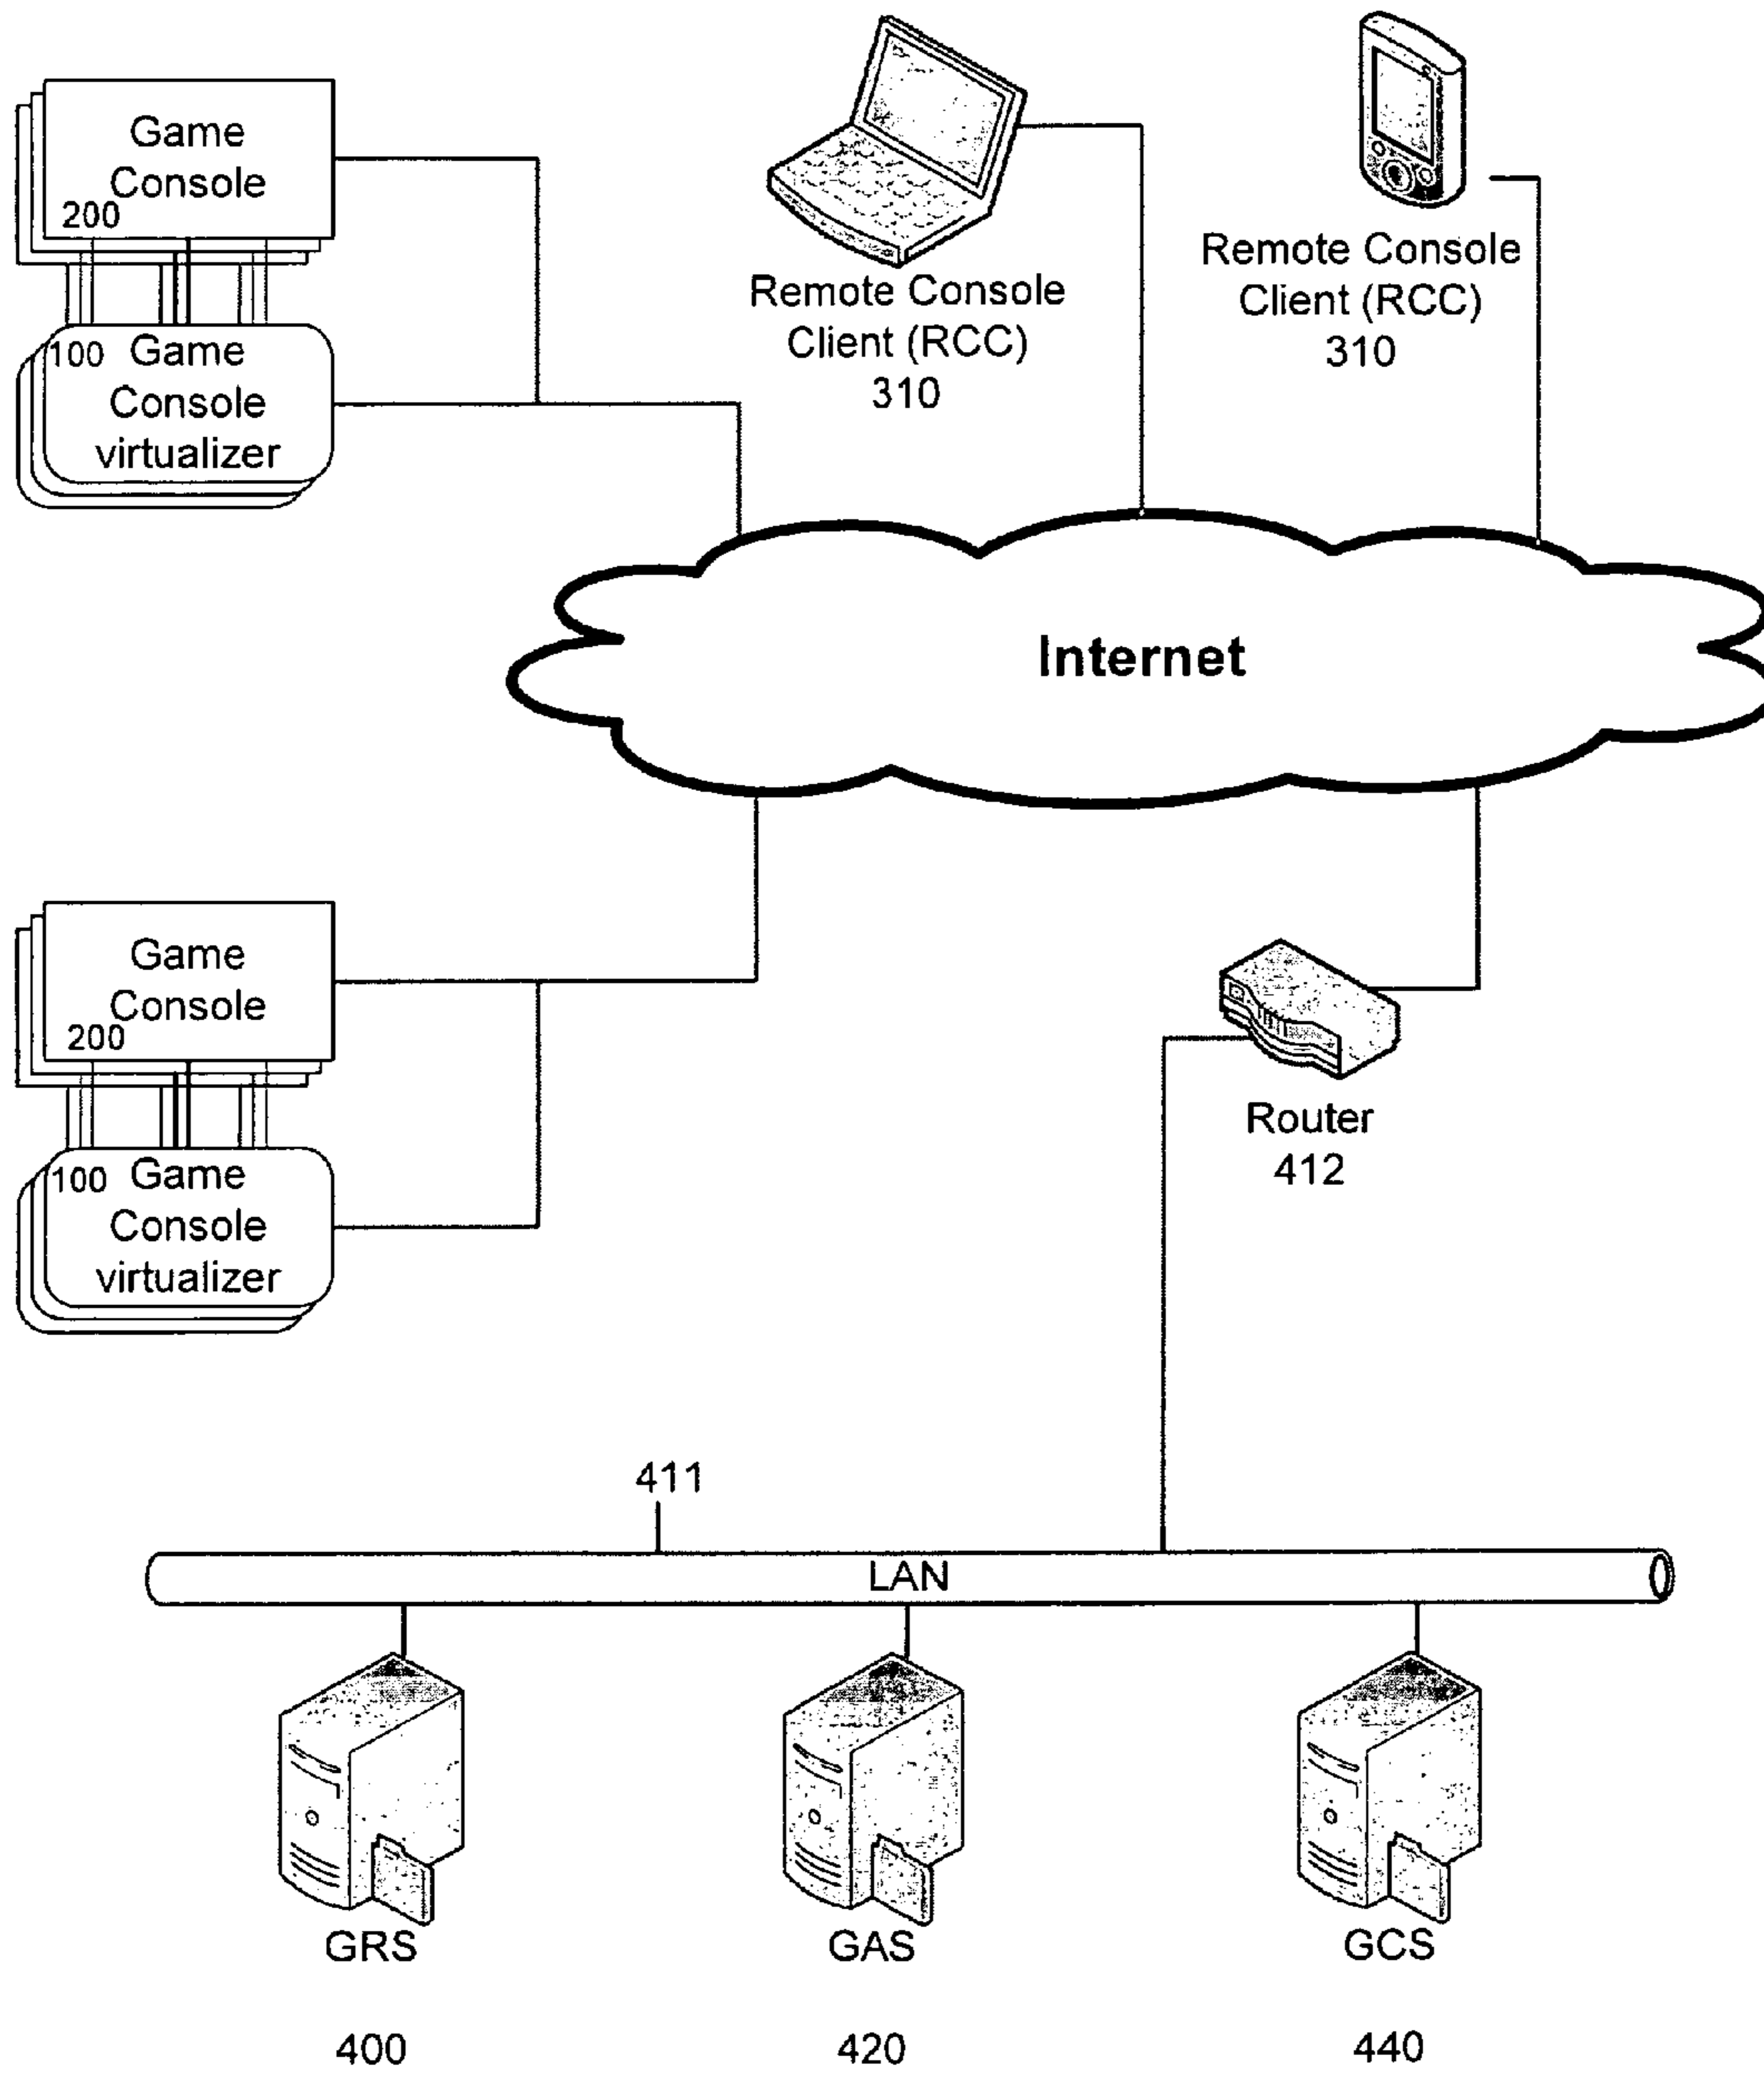 Game
Console
200
100 Game
Console
virtualizer
Remote Console
Client (RCC)
310
Remote Console
Client (RCC)
310
Internet
Game
Console
200
100 Game
Console
virtualizer
Router
412
411
LAN
GRS
GAS
GCS
400
420
440